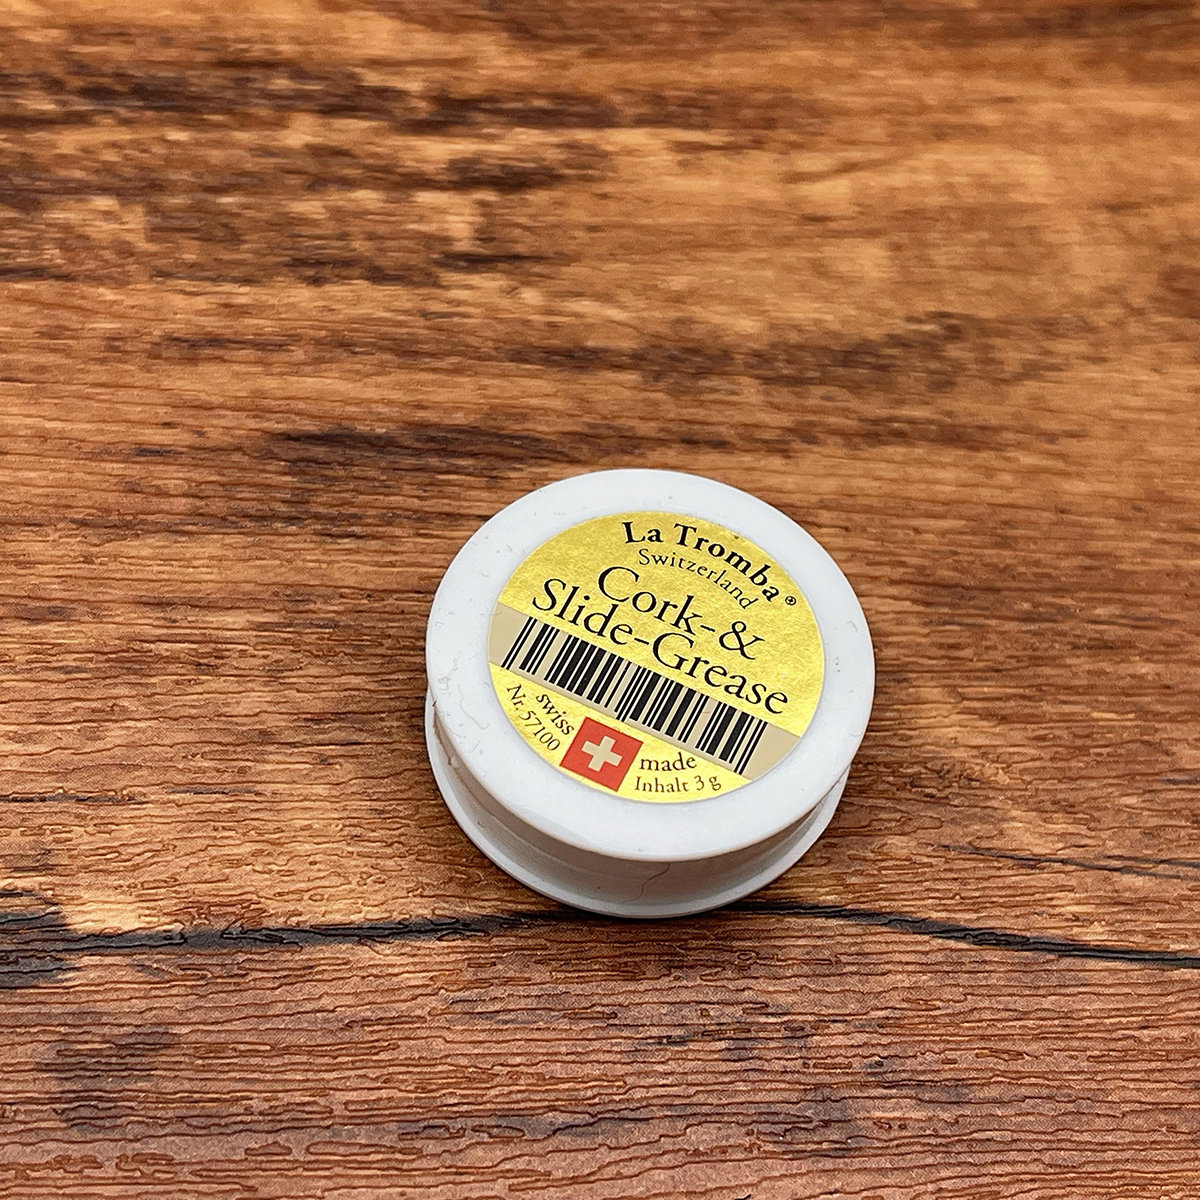 La Tromba®
Switzerland
Cork-&
Slide-Grease
swiss made
Nr. 57100 Inhalt 3 g